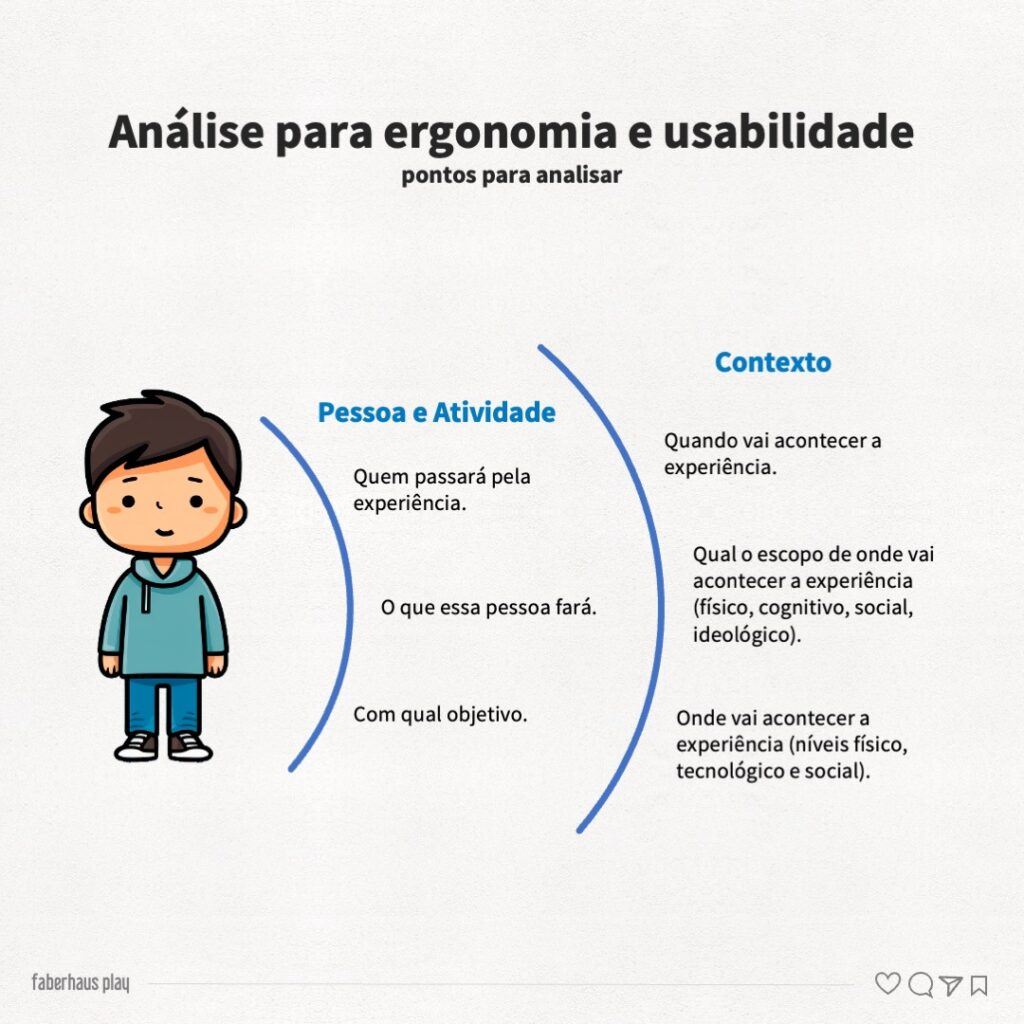 Análise para ergonomia e usabilidade
pontos para analisar
Pessoa e Atividade
Quem passará pela
experiência.
O que essa pessoa fará.
Com qual objetivo.
Contexto
Quando vai acontecer a
experiência.
Qual o escopo de onde vai
acontecer a experiência
(físico, cognitivo, social,
ideológico).
Onde vai acontecer a
experiência (níveis físico,
tecnológico e social).
faberhaus play